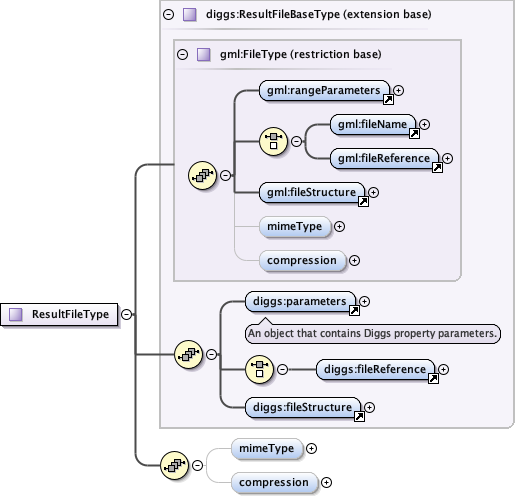 diggs:ResultFileBaseType (extension base)
gml:FileType (restriction base)
gml:rangeParameters
gml:fileName
gml:fileReference
gml:fileStructure
mimeType
compression
ResultFileType
diggs:parameters
An object that contains Diggs property parameters.
diggs:fileReference
diggs:fileStructure
mimeType
compression